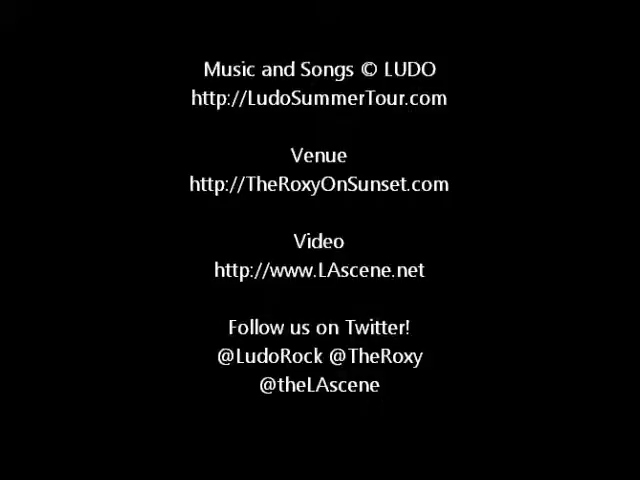 Music and Songs © LUDO
http://LudoSummerTour.com
Venue
http://TheRoxyOnSunset.com
Video
http://www.LAscene.net
Follow us on Twitter!
@LudoRock @TheRoxy
@theLAscene